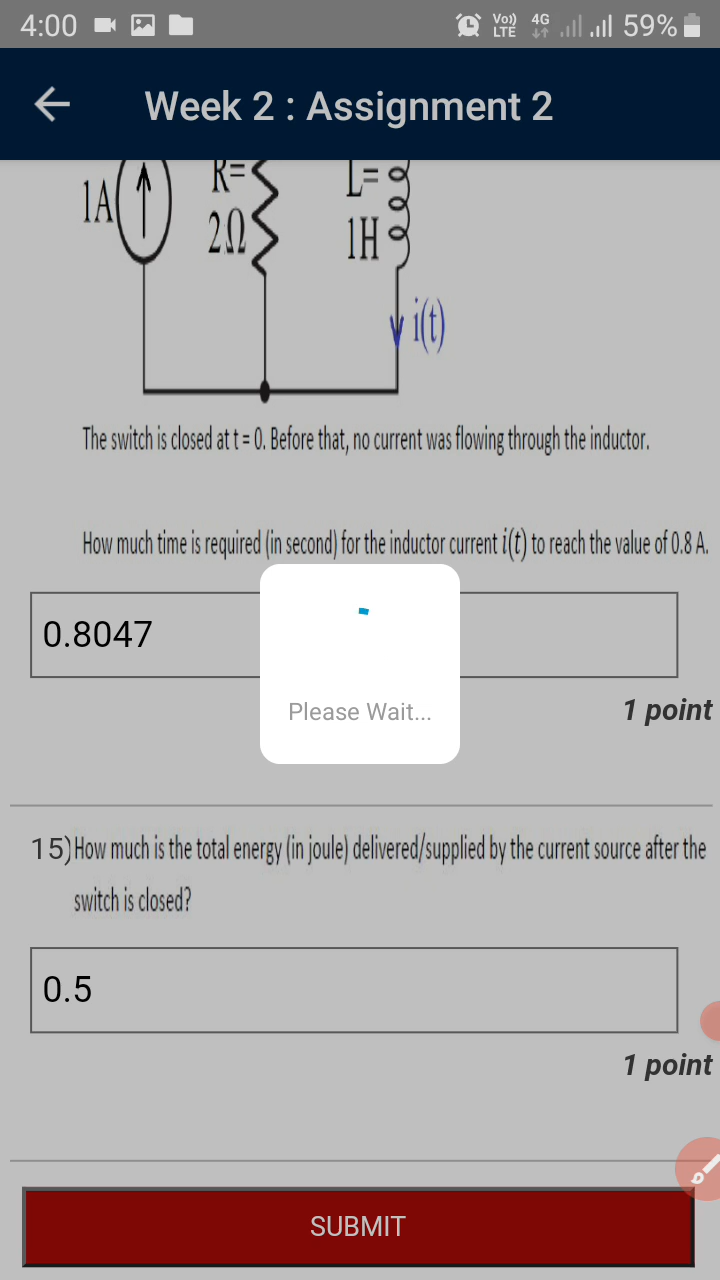 4:00
Vo)) LTE 4G 59%
Week 2 : Assignment 2
1A
R=
2Ω
L=
1H
i(t)
The switch is closed at t = 0. Before that, no current was flowing through the inductor.
How much time is required (in second) for the inductor current i(t) to reach the value of 0.8 A.
0.8047
Please Wait...
1 point
15) How much is the total energy (in joule) delivered/supplied by the current source after the
switch is closed?
0.5
1 point
SUBMIT